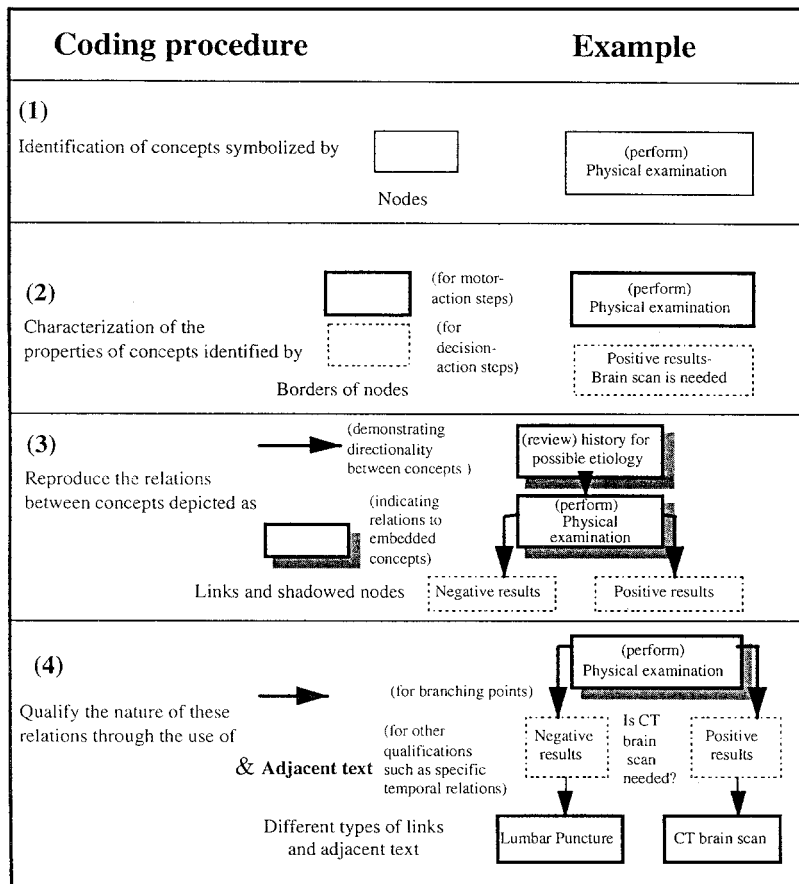 Coding procedure
Example
(1)
Identification of concepts symbolized by
Nodes
(perform)
Physical examination
(2)
Characterization of the
properties of concepts identified by
(for motor-
action steps)
(for
decision-
action steps)
Borders of nodes
(perform)
Physical examination
Positive results-
Brain scan is needed
(3)
Reproduce the relations
between concepts depicted as
(demonstrating
directionality
between concepts )
(indicating
relations to
embedded
concepts)
Links and shadowed nodes
(review) history for
possible etiology
(perform)
Physical
examination
Negative results
Positive results
(4)
Qualify the nature of these
relations through the use of
(for branching points)
& Adjacent text
(for other
qualifications
such as specific
temporal relations)
Different types of links
and adjacent text
(perform)
Physical examination
Negative
results
Is CT
brain
scan
needed?
Positive
results
Lumbar Puncture
CT brain scan